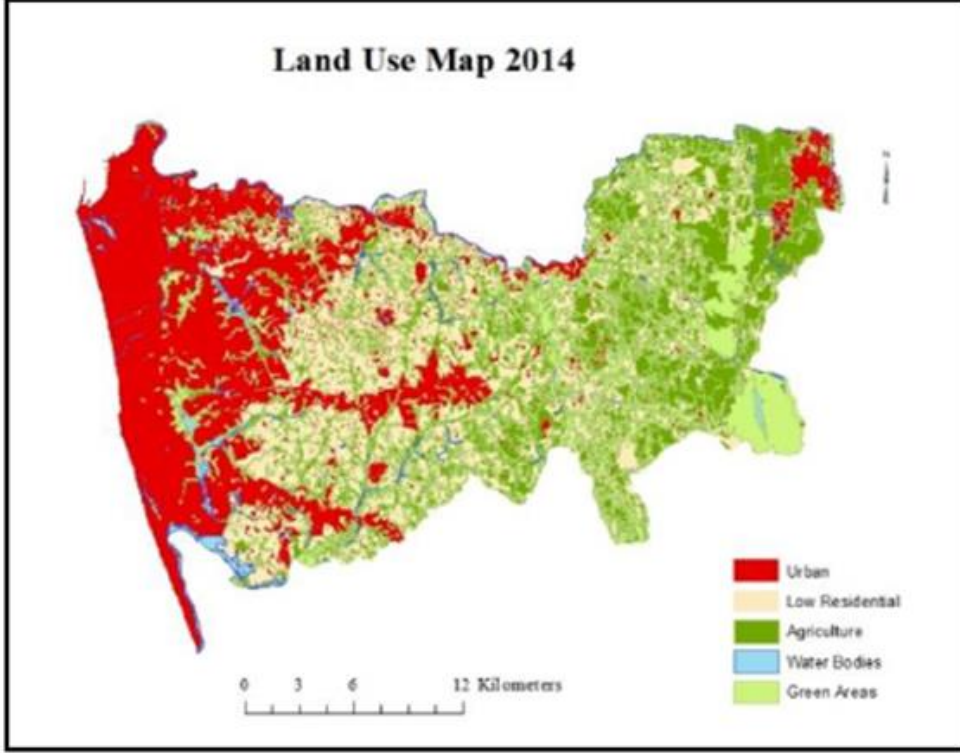 Land Use Map 2014
Urban
Low Residential
Agriculture
Water Bodies
Green Areas
0 3 6 12 Kilometers